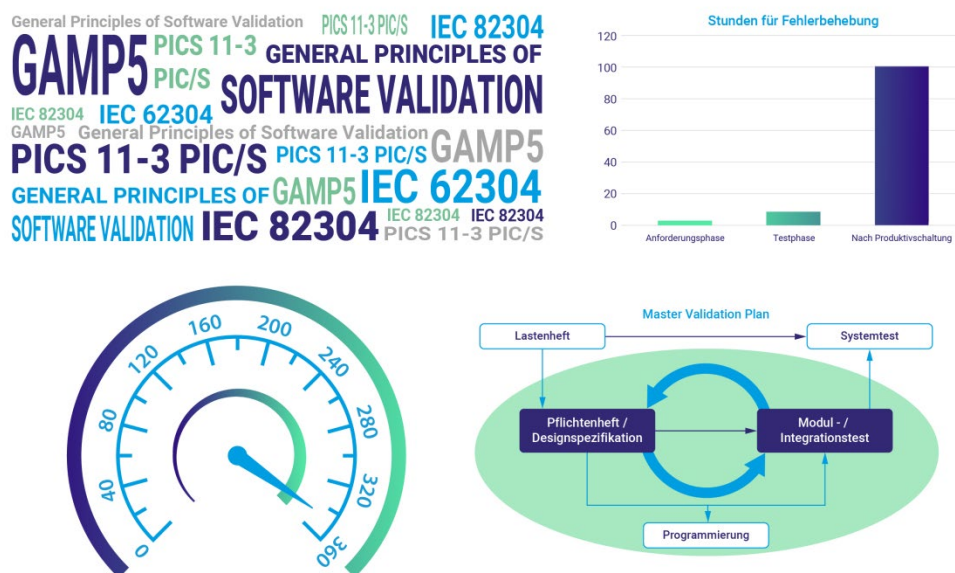 General Principles of Software Validation
PICS 11-3 PIC/S
IEC 82304
GAMP5
PICS 11-3
PIC/S
GENERAL PRINCIPLES OF
SOFTWARE VALIDATION
IEC 82304
IEC 62304
GAMP5
General Principles of Software Validation
GAMP5
PICS 11-3 PIC/S
PICS 11-3 PIC/S
GENERAL PRINCIPLES OF
GAMP5
IEC 62304
SOFTWARE VALIDATION
IEC 82304
IEC 82304
IEC 82304
PICS 11-3 PIC/S
Stunden für Fehlerbehebung
120
100
80
60
40
20
0
Anforderungsphase
Testphase
Nach Produktivschaltung
0
40
80
120
160
200
240
280
320
360
Master Validation Plan
Lastenheft
Systemtest
Pflichtenheft /
Designspezifikation
Modul - /
Integrationstest
Programmierung